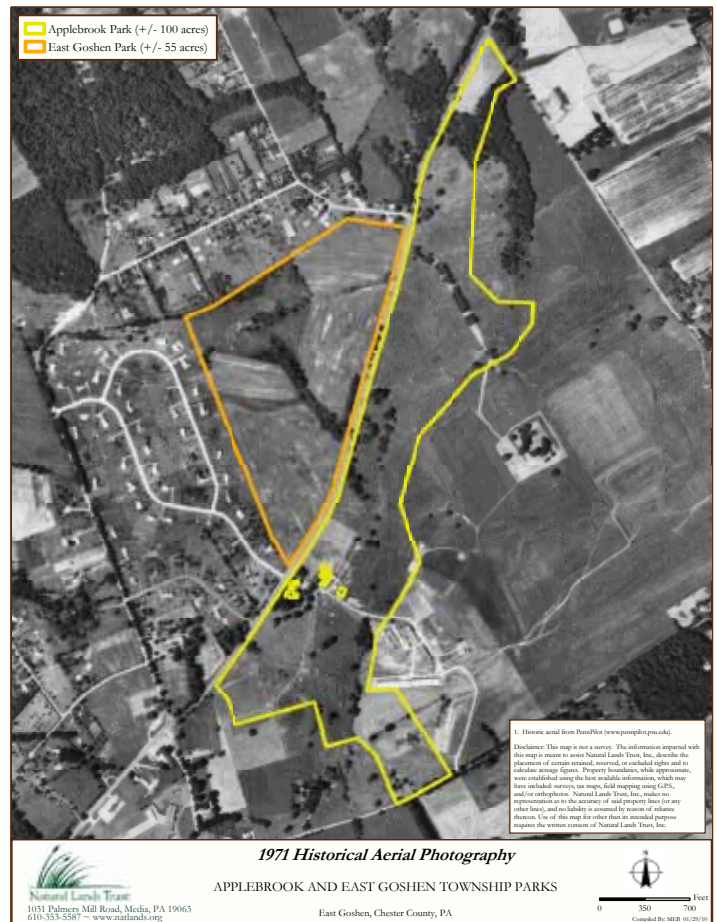 Applebrook Park (+/- 100 acres)
East Goshen Park (+/- 55 acres)
1. Historic aerial from PennPilot (www.pennpilot.psu.edu).
Disclaimer: This map is not a survey. The information imparted with
this map is meant to assist Natural Lands Trust, Inc., describe the
placement of certain retained, reserved, or excluded rights and to
calculate acreage figures. Property boundaries, while approximate,
were established using the best available information, which may
have included: surveys, tax maps, field mapping using G.P.S.,
and/or orthophotos. Natural Lands Trust, Inc., makes no
representation as to the accuracy of said property lines (or any
other lines), and no liability is assumed by reason of reliance
thereon. Use of this map for other than its intended purpose
requires the written consent of Natural Lands Trust, Inc.
Natural Lands Trust
1031 Palmers Mill Road, Media, PA 19063
610-353-5587 ~ www.natlands.org
1971 Historical Aerial Photography
APPLEBROOK AND EAST GOSHEN TOWNSHIP PARKS
East Goshen, Chester County, PA
Feet
0 350 700
Compiled By: MEB 01/29/10